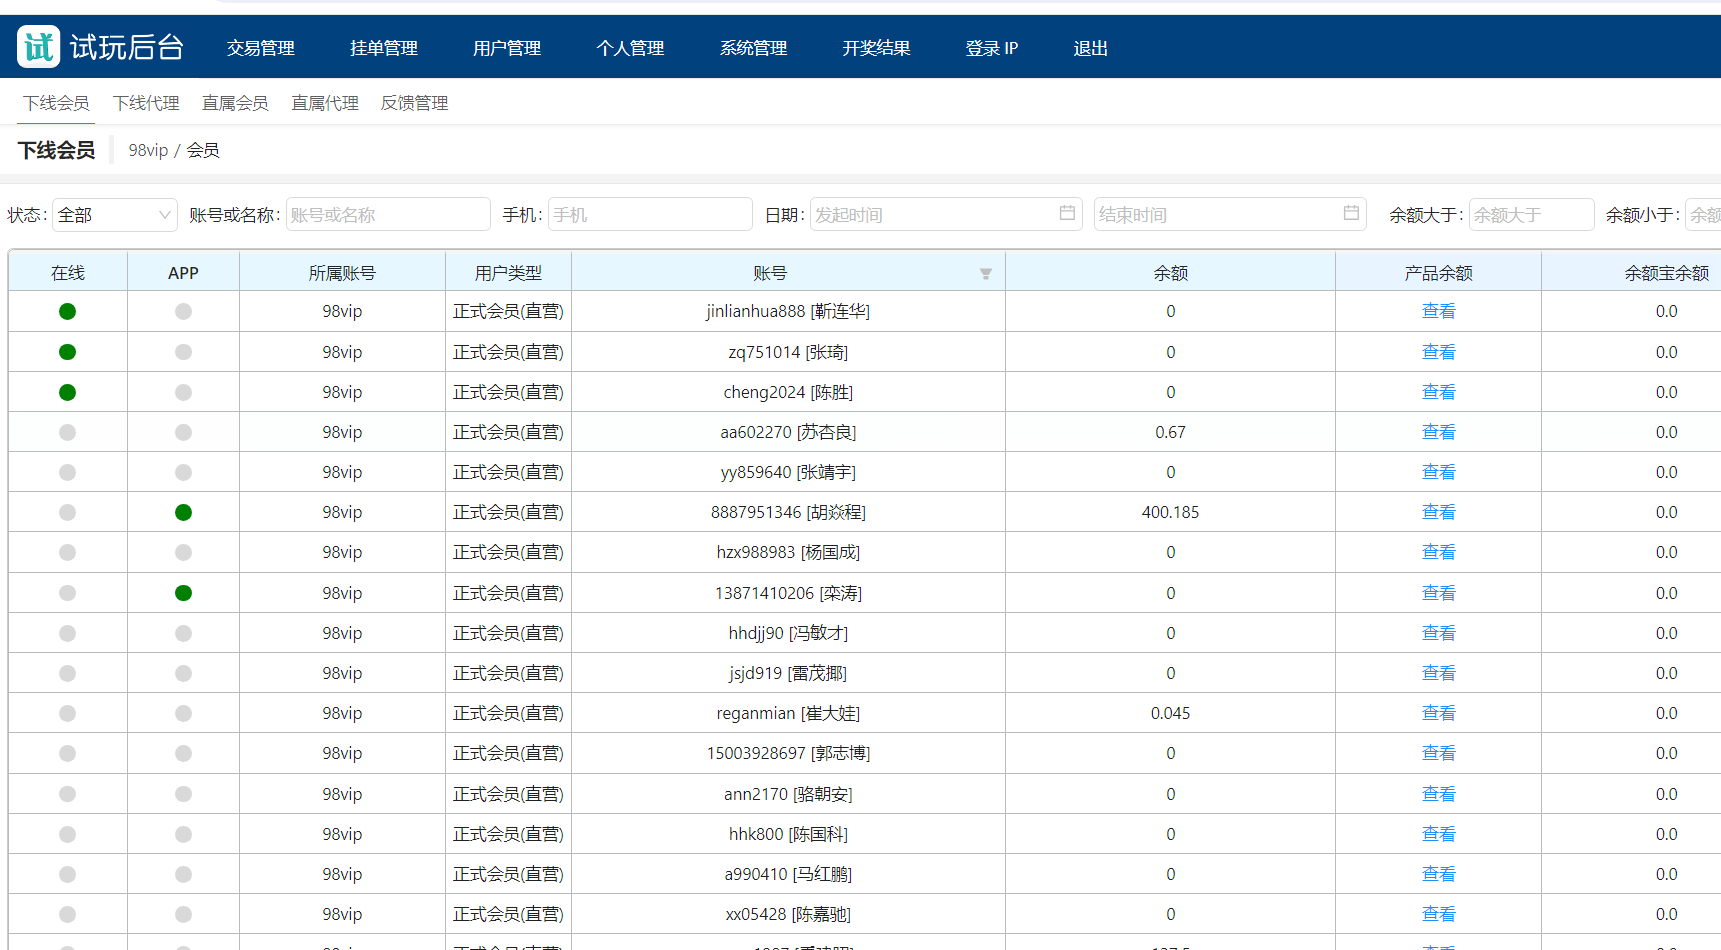 试 试玩后台 交易管理 挂单管理 用户管理 个人管理 系统管理 开奖结果 登录 IP 退出
下线会员 下线代理 直属会员 直属代理 反馈管理
下线会员 98vip / 会员
状态: 全部 账号或名称: 账号或名称 手机: 手机 日期: 发起时间 结束时间 余额大于: 余额大于 余额小于: 余额
在线 APP 所属账号 用户类型 账号 余额 产品余额 余额宝余额
98vip 正式会员(直营) jinlianhua888 [靳连华] 0 查看 0.0
98vip 正式会员(直营) zq751014 [张琦] 0 查看 0.0
98vip 正式会员(直营) cheng2024 [陈胜] 0 查看 0.0
98vip 正式会员(直营) aa602270 [苏杏良] 0.67 查看 0.0
98vip 正式会员(直营) yy859640 [张靖宇] 0 查看 0.0
98vip 正式会员(直营) 8887951346 [胡焱程] 400.185 查看 0.0
98vip 正式会员(直营) hzx988983 [杨国成] 0 查看 0.0
98vip 正式会员(直营) 13871410206 [栾涛] 0 查看 0.0
98vip 正式会员(直营) hhdjj90 [冯敏才] 0 查看 0.0
98vip 正式会员(直营) jsjd919 [雷茂揶] 0 查看 0.0
98vip 正式会员(直营) reganmian [崔大娃] 0.045 查看 0.0
98vip 正式会员(直营) 15003928697 [郭志博] 0 查看 0.0
98vip 正式会员(直营) ann2170 [骆朝安] 0 查看 0.0
98vip 正式会员(直营) hhk800 [陈国科] 0 查看 0.0
98vip 正式会员(直营) a990410 [马红鹏] 0 查看 0.0
98vip 正式会员(直营) xx05428 [陈嘉驰] 0 查看 0.0